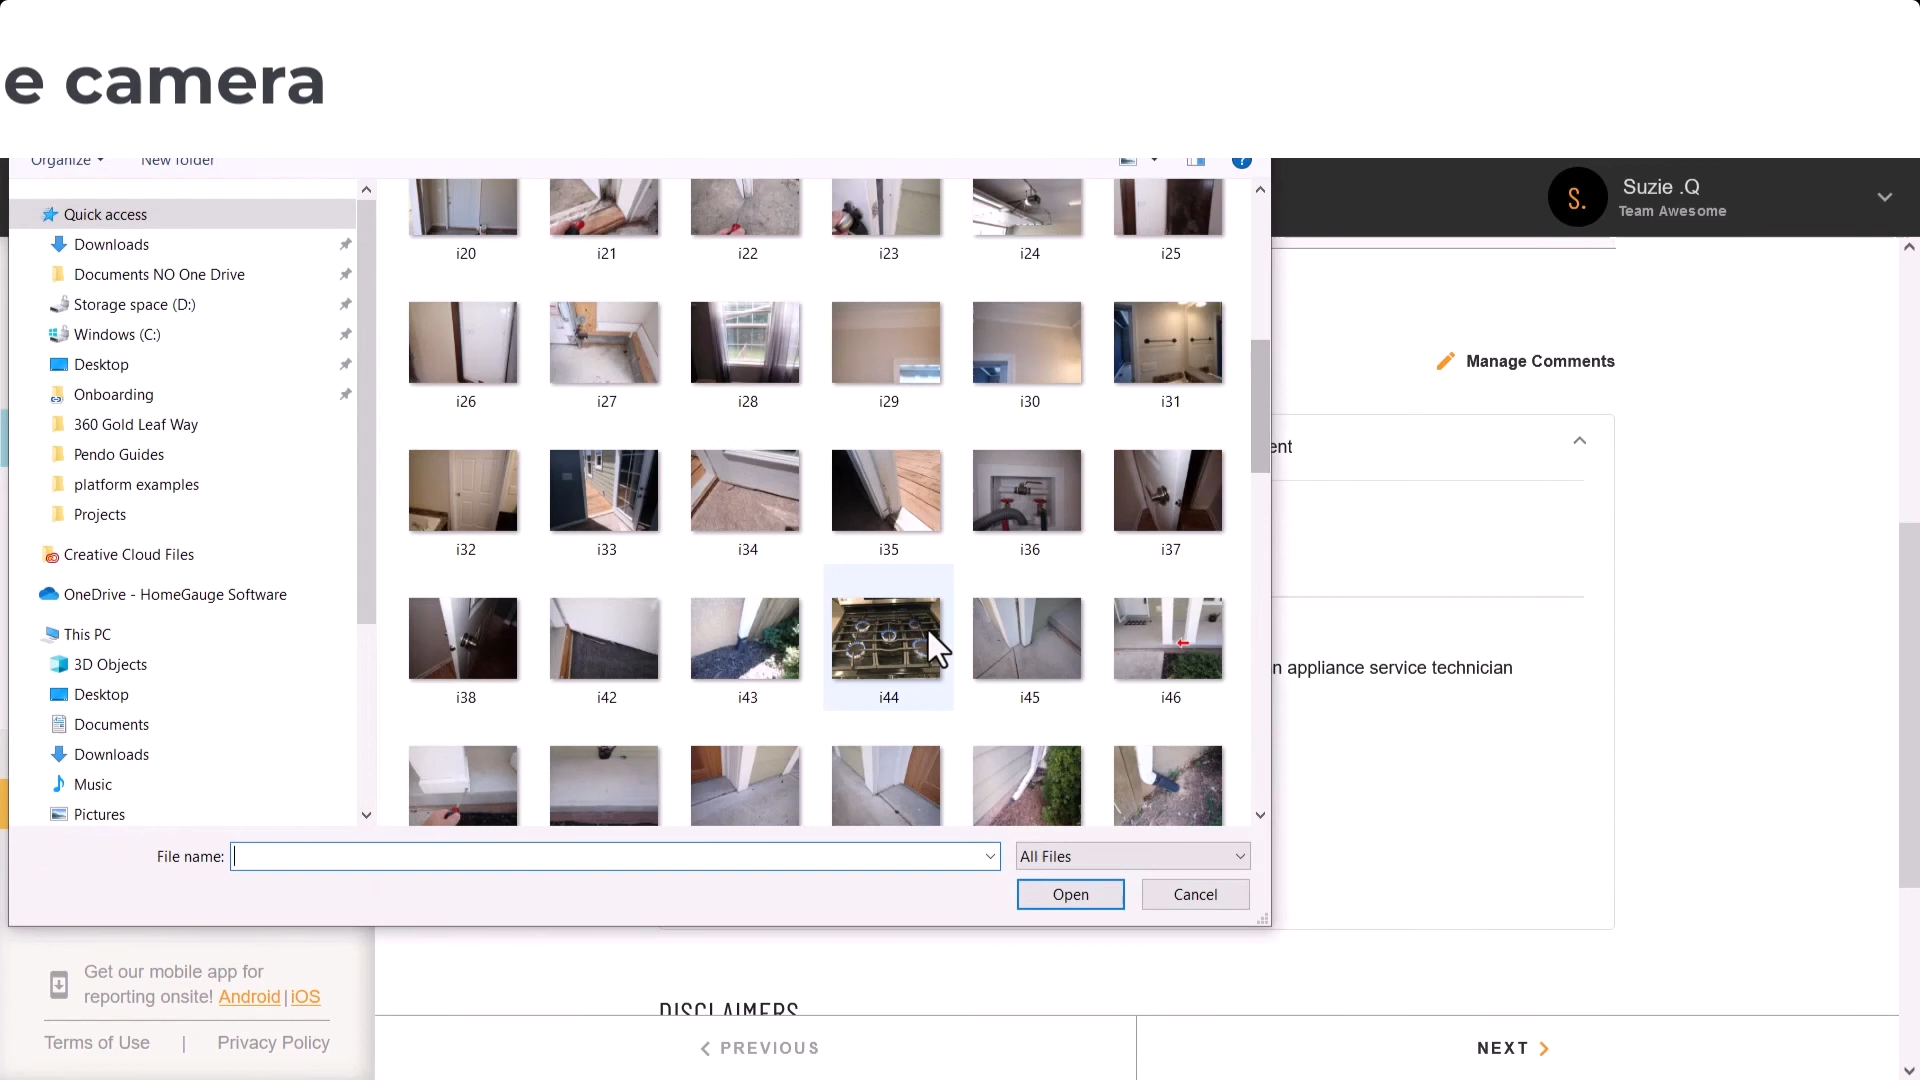 e camera
Organize
New folder
Suzie .Q
Team Awesome
Quick access
Downloads
Documents NO One Drive
Storage space (D:)
Windows (C:)
Desktop
Onboarding
360 Gold Leaf Way
Pendo Guides
platform examples
Projects
Creative Cloud Files
OneDrive - HomeGauge Software
This PC
3D Objects
Desktop
Documents
Downloads
Music
Pictures
i20 i21 i22 i23 i24 i25
i26 i27 i28 i29 i30 i31
i32 i33 i34 i35 i36 i37
i38 i42 i43 i44 i45 i46
File name:
All Files
Open
Cancel
Manage Comments
ent
n appliance service technician
Get our mobile app for
reporting onsite! Android | iOS
Terms of Use | Privacy Policy
DISCLAIMERS
PREVIOUS
NEXT